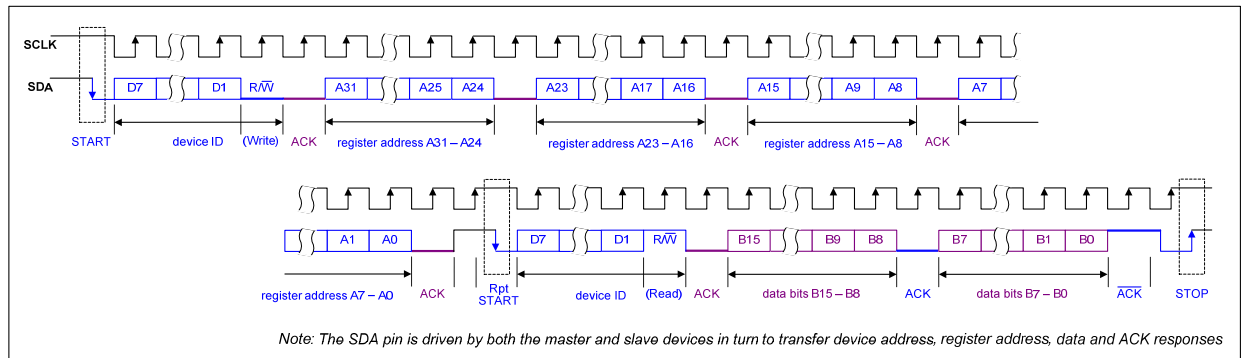 SCLK
SDA
D7 D1 R/W̅ A31 A25 A24 A23 A17 A16 A15 A9 A8 A7
START device ID (Write) ACK register address A31 – A24 register address A23 – A16 ACK register address A15 – A8 ACK
A1 A0 D7 D1 R/W̅ B15 B9 B8 B7 B1 B0
register address A7 – A0 ACK Rpt START device ID (Read) ACK data bits B15 – B8 ACK data bits B7 – B0 A̅C̅K̅ STOP
Note: The SDA pin is driven by both the master and slave devices in turn to transfer device address, register address, data and ACK responses